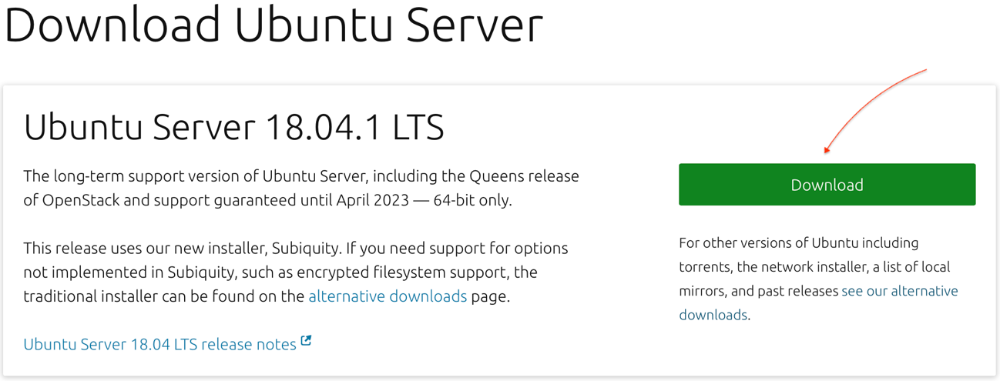 Download Ubuntu Server
Ubuntu Server 18.04.1 LTS
The long-term support version of Ubuntu Server, including the Queens release
of OpenStack and support guaranteed until April 2023 — 64-bit only.
This release uses our new installer, Subiquity. If you need support for options
not implemented in Subiquity, such as encrypted filesystem support, the
traditional installer can be found on the alternative downloads page.
Ubuntu Server 18.04 LTS release notes
Download
For other versions of Ubuntu including
torrents, the network installer, a list of local
mirrors, and past releases see our alternative
downloads.